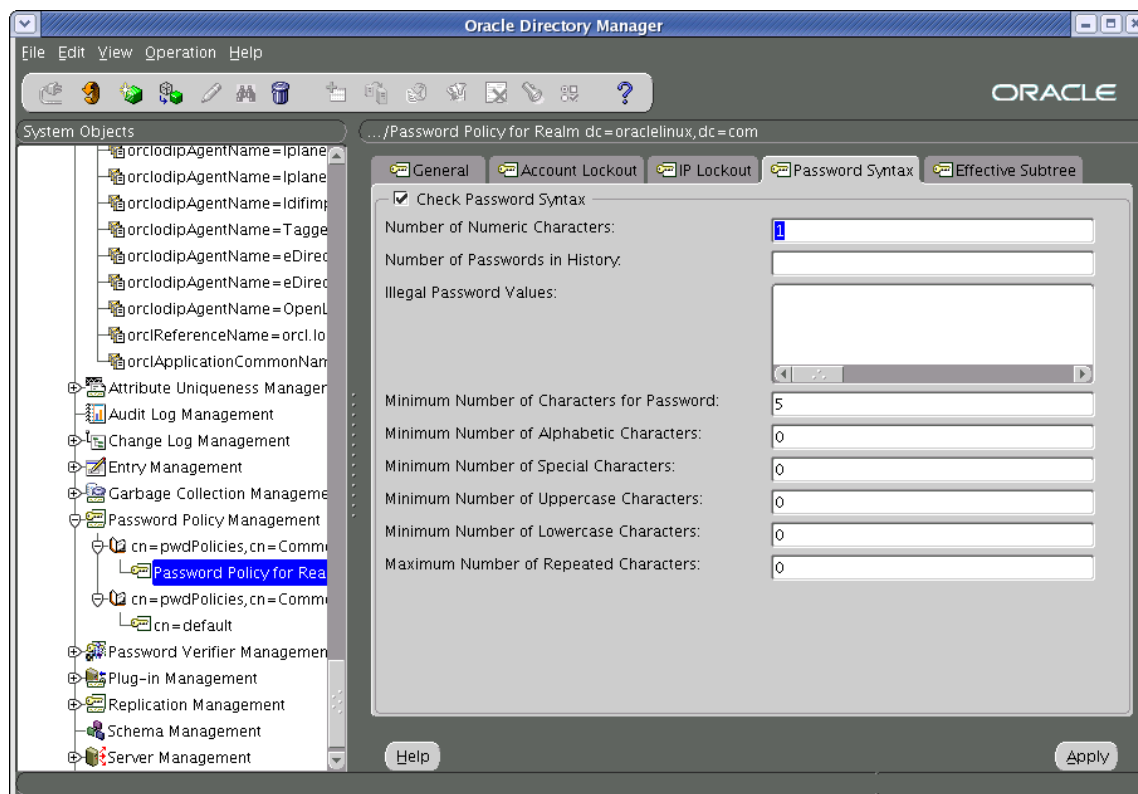 Oracle Directory Manager
File Edit View Operation Help
ORACLE
System Objects
.../Password Policy for Realm dc=oraclelinux,dc=com
orclodipAgentName=Iplane
orclodipAgentName=Iplane
orclodipAgentName=ldifimp
orclodipAgentName=Tagge
orclodipAgentName=eDirec
orclodipAgentName=eDirec
orclodipAgentName=OpenL
orclReferenceName=orcl.lo
orclApplicationCommonNam
Attribute Uniqueness Manager
Audit Log Management
Change Log Management
Entry Management
Garbage Collection Manageme
Password Policy Management
cn=pwdPolicies,cn=Commo
Password Policy for Rea
cn=pwdPolicies,cn=Commo
cn=default
Password Verifier Managemen
Plug-in Management
Replication Management
Schema Management
Server Management
General Account Lockout IP Lockout Password Syntax Effective Subtree
Check Password Syntax
Number of Numeric Characters: 1
Number of Passwords in History:
Illegal Password Values:
Minimum Number of Characters for Password: 5
Minimum Number of Alphabetic Characters: 0
Minimum Number of Special Characters: 0
Minimum Number of Uppercase Characters: 0
Minimum Number of Lowercase Characters: 0
Maximum Number of Repeated Characters: 0
Help Apply